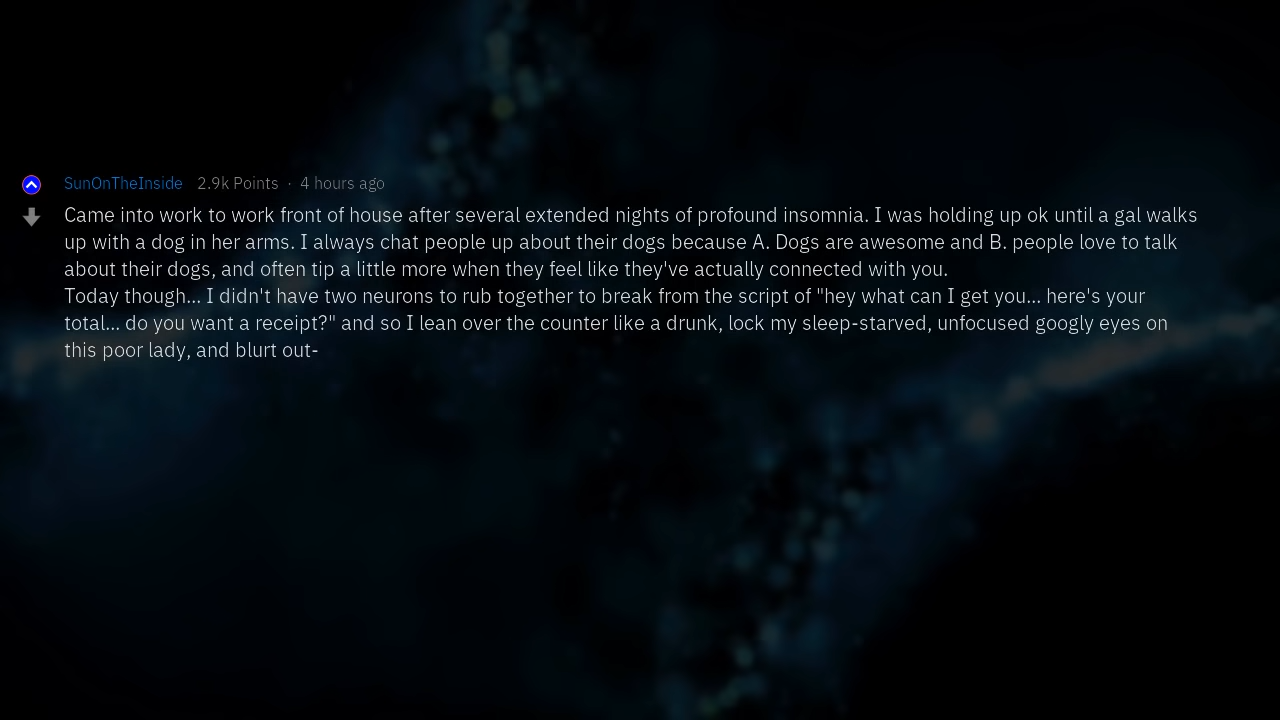 SunOnTheInside 2.9k Points · 4 hours ago
Came into work to work front of house after several extended nights of profound insomnia. I was holding up ok until a gal walks
up with a dog in her arms. I always chat people up about their dogs because A. Dogs are awesome and B. people love to talk
about their dogs, and often tip a little more when they feel like they've actually connected with you.
Today though... I didn't have two neurons to rub together to break from the script of "hey what can I get you... here's your
total... do you want a receipt?" and so I lean over the counter like a drunk, lock my sleep-starved, unfocused googly eyes on
this poor lady, and blurt out-